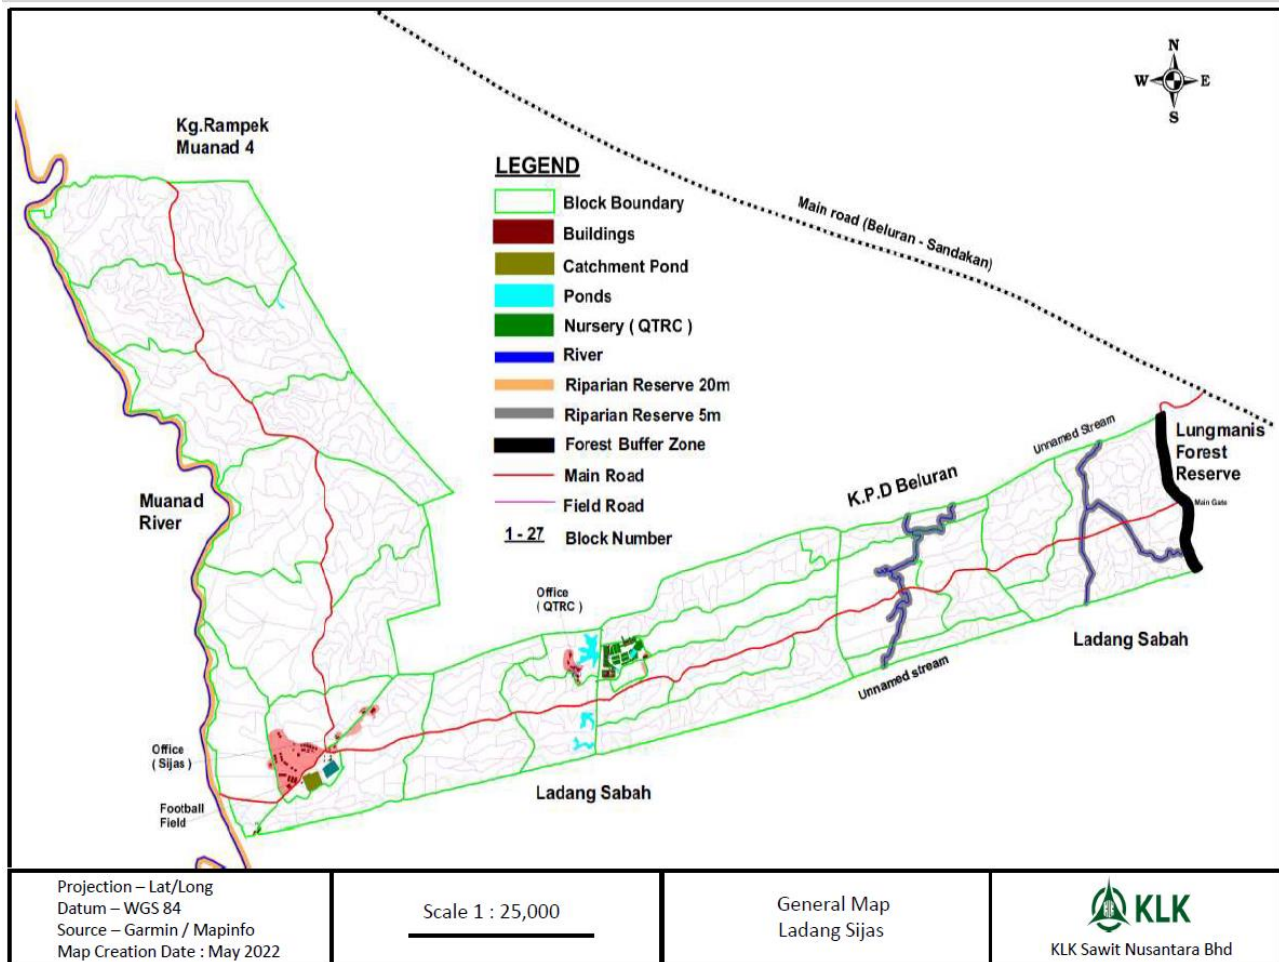 N
W
E
S
Kg.Rampek
Muanad 4
LEGEND
Block Boundary
Buildings
Catchment Pond
Ponds
Nursery ( QTRC )
River
Riparian Reserve 20m
Riparian Reserve 5m
Forest Buffer Zone
Main Road
Field Road
1 - 27 Block Number
Main road (Beluran - Sandakan)
Unnamed Stream
Lungmanis
Forest
Reserve
Main Gate
K.P.D Beluran
Muanad
River
Office
( QTRC )
Ladang Sabah
Unnamed stream
Office
( Sijas )
Ladang Sabah
Football
Field
Projection – Lat/Long
Datum – WGS 84
Source – Garmin / Mapinfo
Map Creation Date : May 2022
Scale 1 : 25,000
General Map
Ladang Sijas
KLK
KLK Sawit Nusantara Bhd